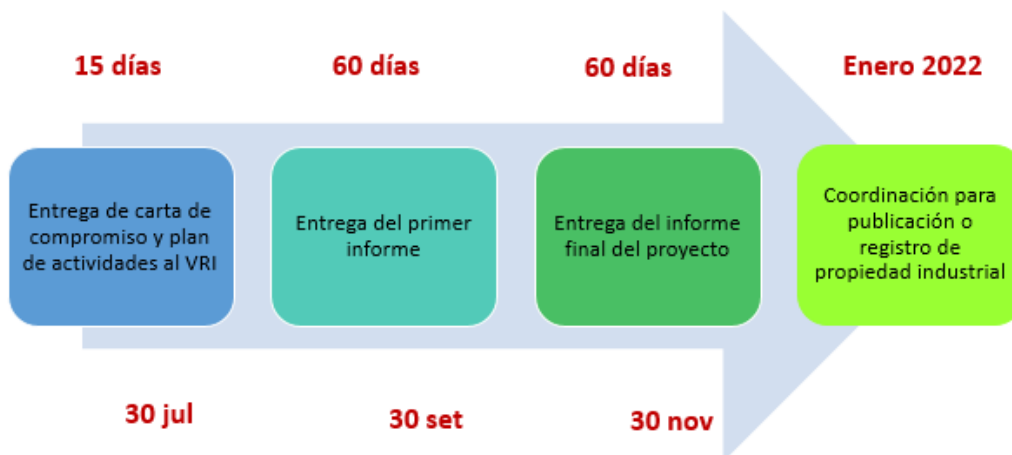 15 días
60 días
60 días
Enero 2022
Entrega de carta de
compromiso y plan
de actividades al VRI
Entrega del primer
informe
Entrega del informe
final del proyecto
Coordinación para
publicación o
registro de
propiedad industrial
30 jul
30 set
30 nov